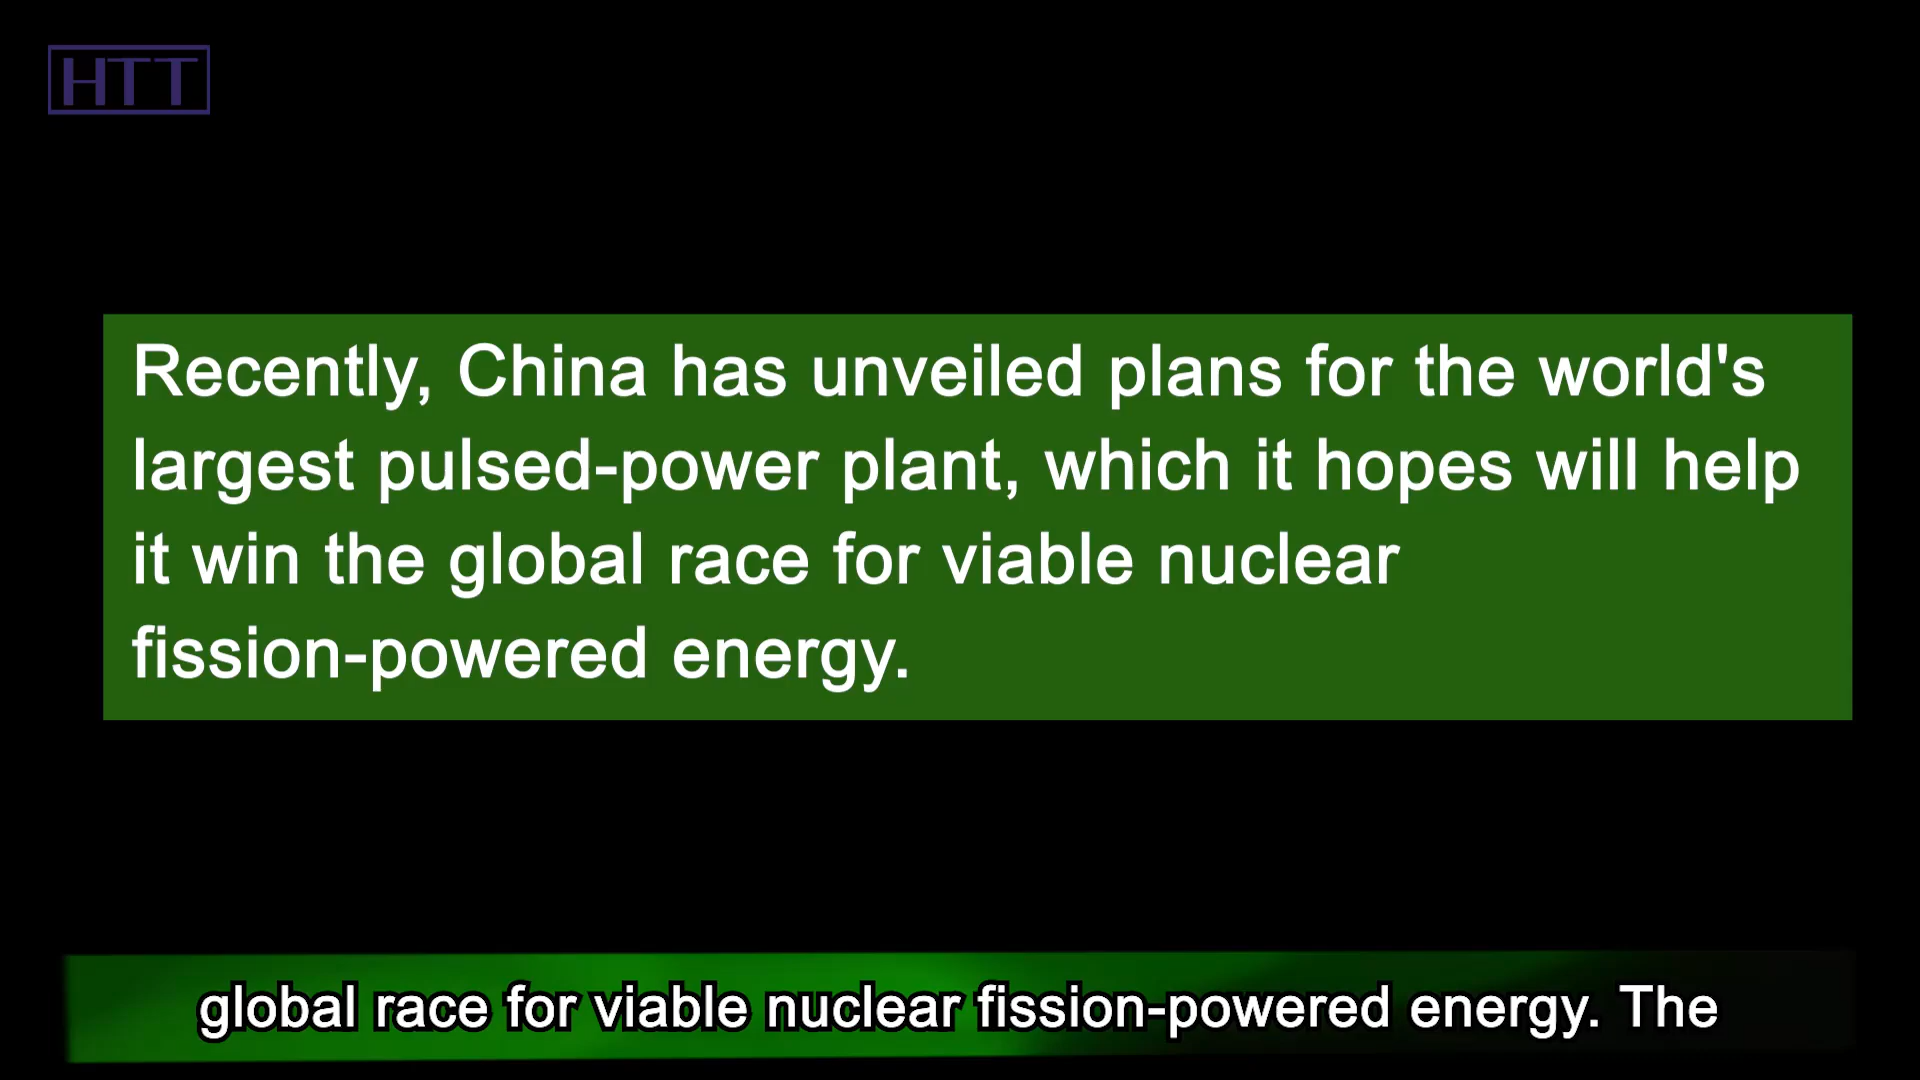 HTT
Recently, China has unveiled plans for the world's
largest pulsed-power plant, which it hopes will help
it win the global race for viable nuclear
fission-powered energy.
global race for viable nuclear fission-powered energy. The